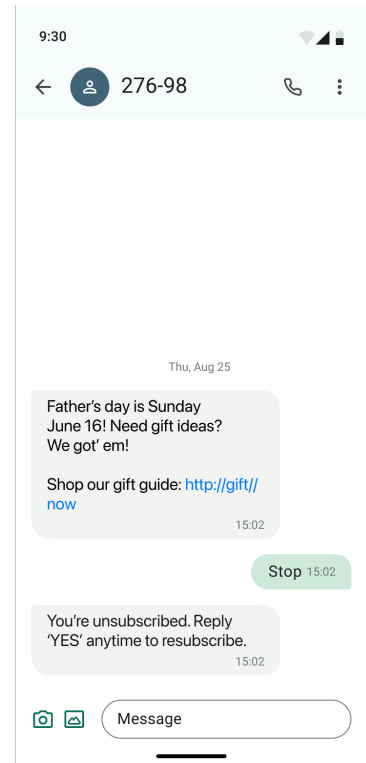 9:30
276-98
Thu, Aug 25
Father's day is Sunday
June 16! Need gift ideas?
We got' em!
Shop our gift guide: http://gift//
now
15:02
Stop 15:02
You're unsubscribed. Reply
'YES' anytime to resubscribe.
15:02
Message